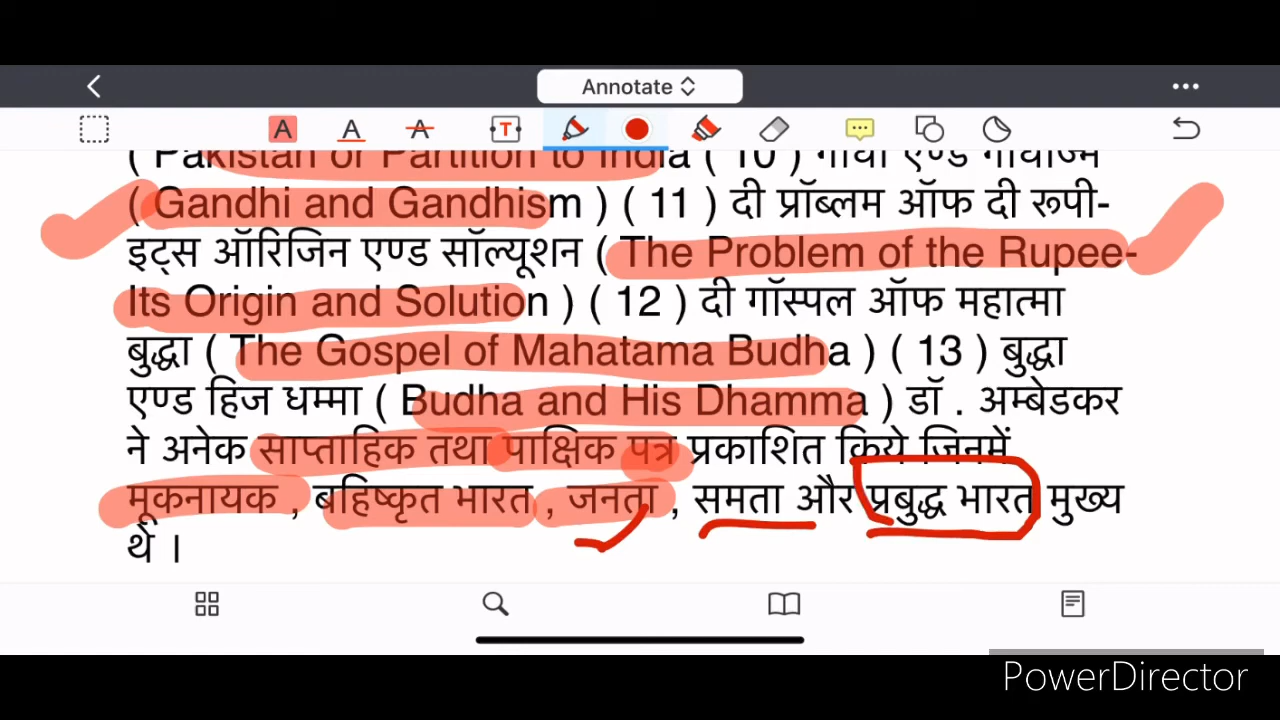 Annotate
A A A T
( Pakistan or Partition to India ( 10 ) गांधी एण्ड गांधीज्म
( Gandhi and Gandhism ) ( 11 ) दी प्रॉब्लम ऑफ दी रूपी-
इट्स ऑरिजिन एण्ड सॉल्यूशन ( The Problem of the Rupee-
Its Origin and Solution ) ( 12 ) दी गॉस्पल ऑफ महात्मा
बुद्धा ( The Gospel of Mahatama Budha ) ( 13 ) बुद्धा
एण्ड हिज धम्मा ( Budha and His Dhamma ) डॉ . अम्बेडकर
ने अनेक साप्ताहिक तथा पाक्षिक पत्र प्रकाशित किये जिनमें
मूकनायक , बहिष्कृत भारत , जनता , समता और प्रबुद्ध भारत मुख्य
थे ।
PowerDirector